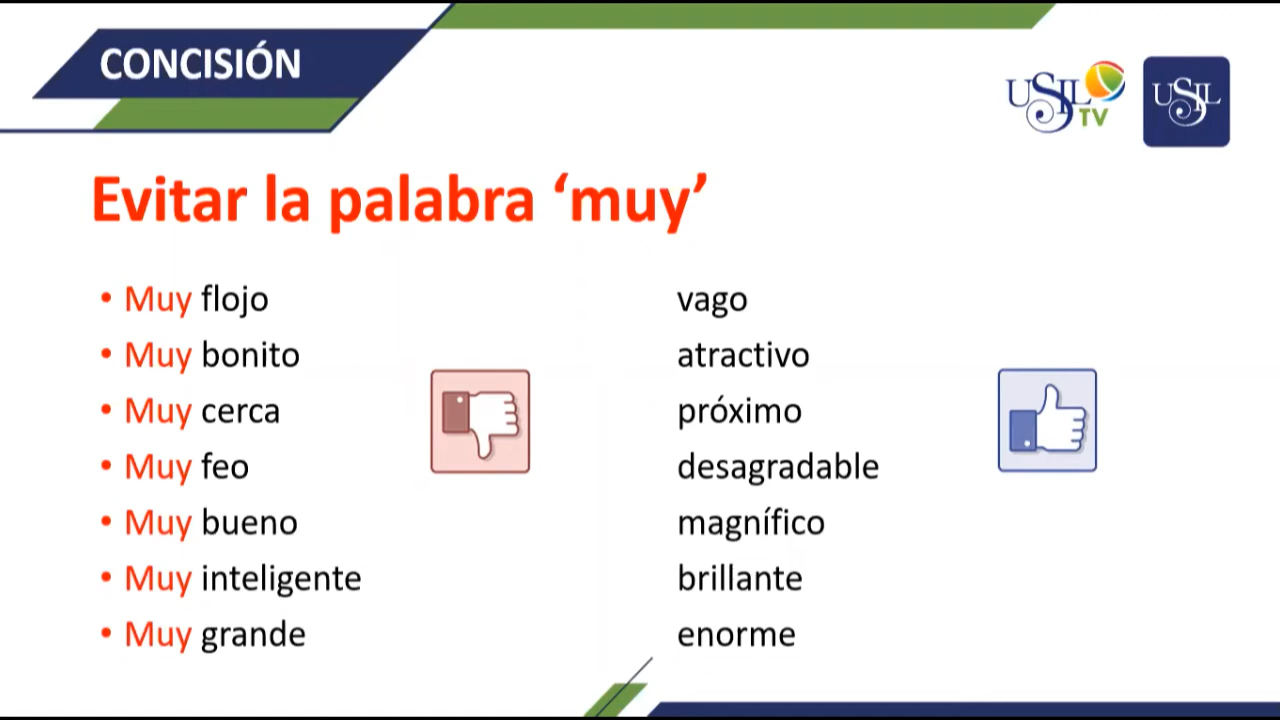 CONCISIÓN
USIL TV
USIL
Evitar la palabra ‘muy’
• Muy flojo vago
• Muy bonito atractivo
• Muy cerca próximo
• Muy feo desagradable
• Muy bueno magnífico
• Muy inteligente brillante
• Muy grande enorme